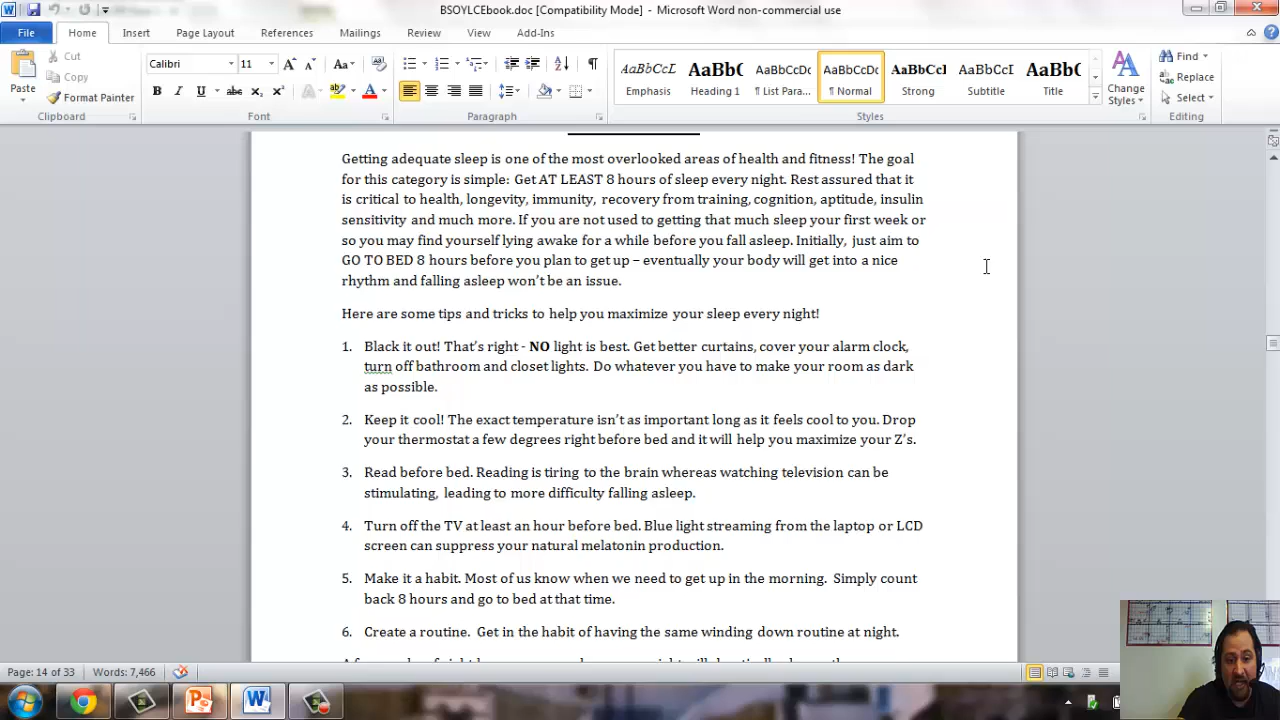 BSOYLCEbook.doc [Compatibility Mode] - Microsoft Word non-commercial use
File Home Insert Page Layout References Mailings Review View Add-Ins
Paste
Cut
Copy
Format Painter
Clipboard
Calibri 11
Font
Paragraph
AaBbCcL AaBb( AaBbCcDc AaBbCcDc AaBbCcl AaBbCcI AaBb(
Emphasis Heading 1 ¶ List Para... ¶ Normal Strong Subtitle Title
Change Styles
Styles
Find
Replace
Select
Editing
Getting adequate sleep is one of the most overlooked areas of health and fitness! The goal
for this category is simple: Get AT LEAST 8 hours of sleep every night. Rest assured that it
is critical to health, longevity, immunity, recovery from training, cognition, aptitude, insulin
sensitivity and much more. If you are not used to getting that much sleep your first week or
so you may find yourself lying awake for a while before you fall asleep. Initially, just aim to
GO TO BED 8 hours before you plan to get up – eventually your body will get into a nice
rhythm and falling asleep won't be an issue.
Here are some tips and tricks to help you maximize your sleep every night!
1. Black it out! That's right - NO light is best. Get better curtains, cover your alarm clock,
turn off bathroom and closet lights. Do whatever you have to make your room as dark
as possible.
2. Keep it cool! The exact temperature isn't as important long as it feels cool to you. Drop
your thermostat a few degrees right before bed and it will help you maximize your Z's.
3. Read before bed. Reading is tiring to the brain whereas watching television can be
stimulating, leading to more difficulty falling asleep.
4. Turn off the TV at least an hour before bed. Blue light streaming from the laptop or LCD
screen can suppress your natural melatonin production.
5. Make it a habit. Most of us know when we need to get up in the morning. Simply count
back 8 hours and go to bed at that time.
6. Create a routine. Get in the habit of having the same winding down routine at night.
Page: 14 of 33 Words: 7,466